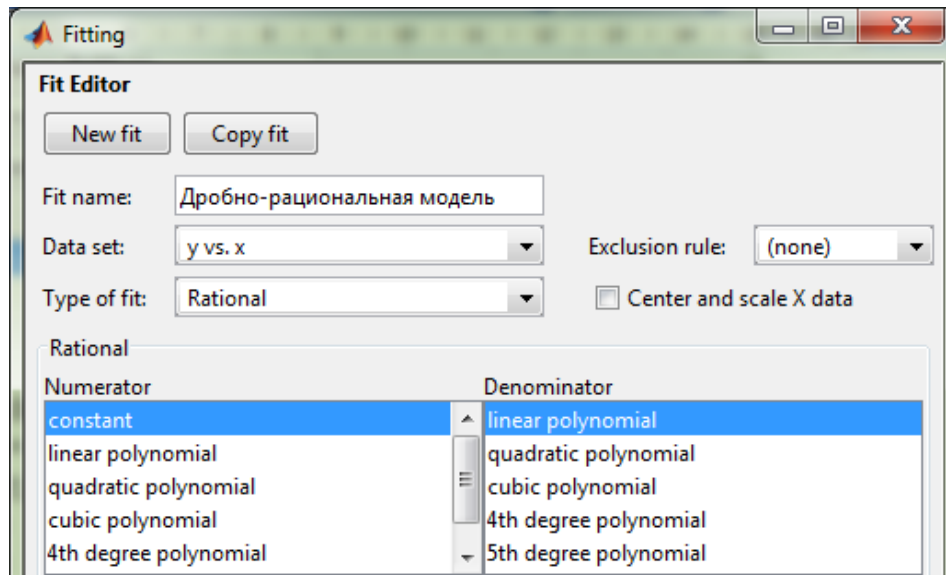 Fitting
Fit Editor
New fit Copy fit
Fit name: Дробно-рациональная модель
Data set: y vs. x Exclusion rule: (none)
Type of fit: Rational Center and scale X data
Rational
Numerator Denominator
constant linear polynomial
linear polynomial quadratic polynomial
quadratic polynomial cubic polynomial
cubic polynomial 4th degree polynomial
4th degree polynomial 5th degree polynomial